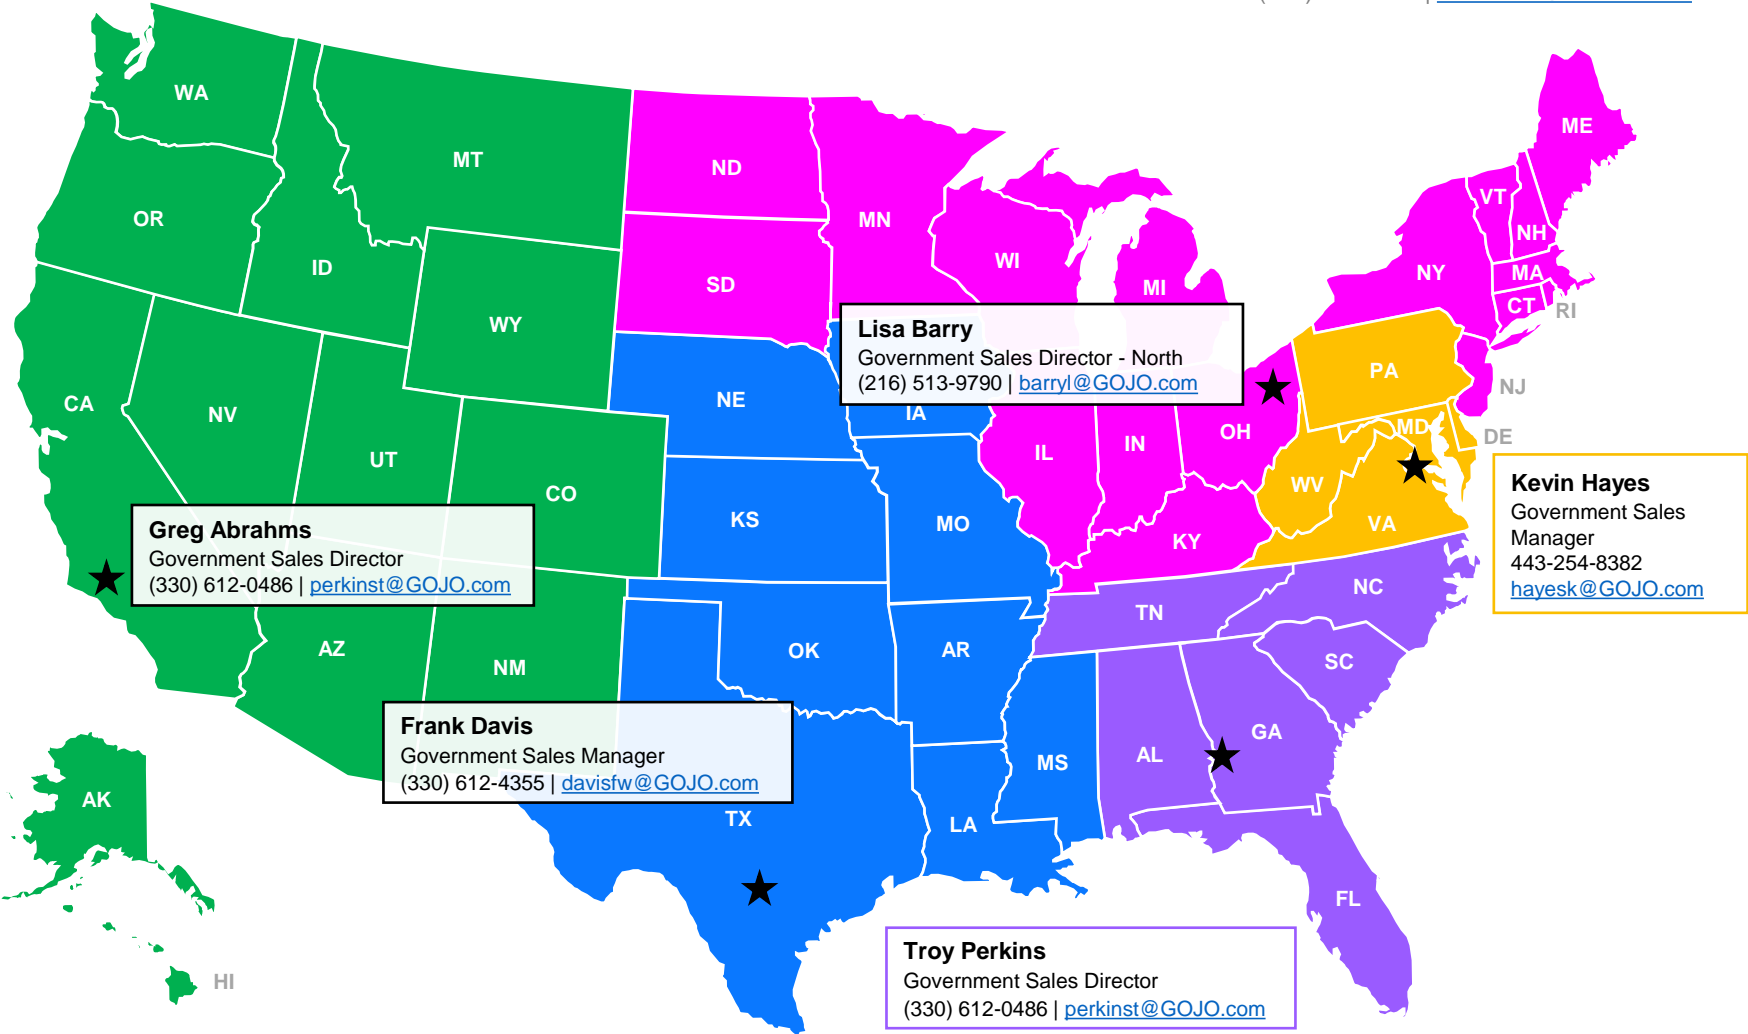 WA
MT
ND
MN
ME
OR
ID
SD
WI
MI
NY
VT
NH
MA
CT
RI
WY
Lisa Barry
Government Sales Director - North
(216) 513-9790 | barryl@GOJO.com
PA
NJ
CA
NV
NE
IA
OH
IN
IL
MD
DE
UT
CO
KS
MO
KY
WV
VA
Kevin Hayes
Government Sales
Manager
443-254-8382
hayesk@GOJO.com
Greg Abrahms
Government Sales Director
(330) 612-0486 | perkinst@GOJO.com
TN
NC
AZ
NM
OK
AR
SC
Frank Davis
Government Sales Manager
(330) 612-4355 | davisfw@GOJO.com
TX
MS
AL
GA
LA
AK
FL
HI
Troy Perkins
Government Sales Director
(330) 612-0486 | perkinst@GOJO.com